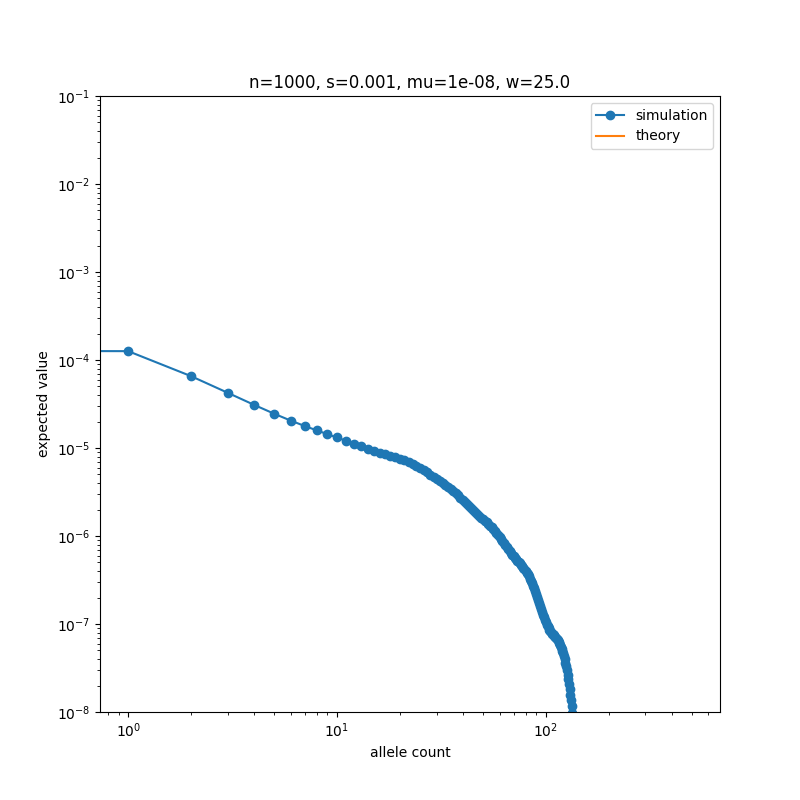 n=1000, s=0.001, mu=1e-08, w=25.0
simulation
theory
expected value
10⁻¹
10⁻²
10⁻³
10⁻⁴
10⁻⁵
10⁻⁶
10⁻⁷
10⁻⁸
10⁰ 10¹ 10²
allele count